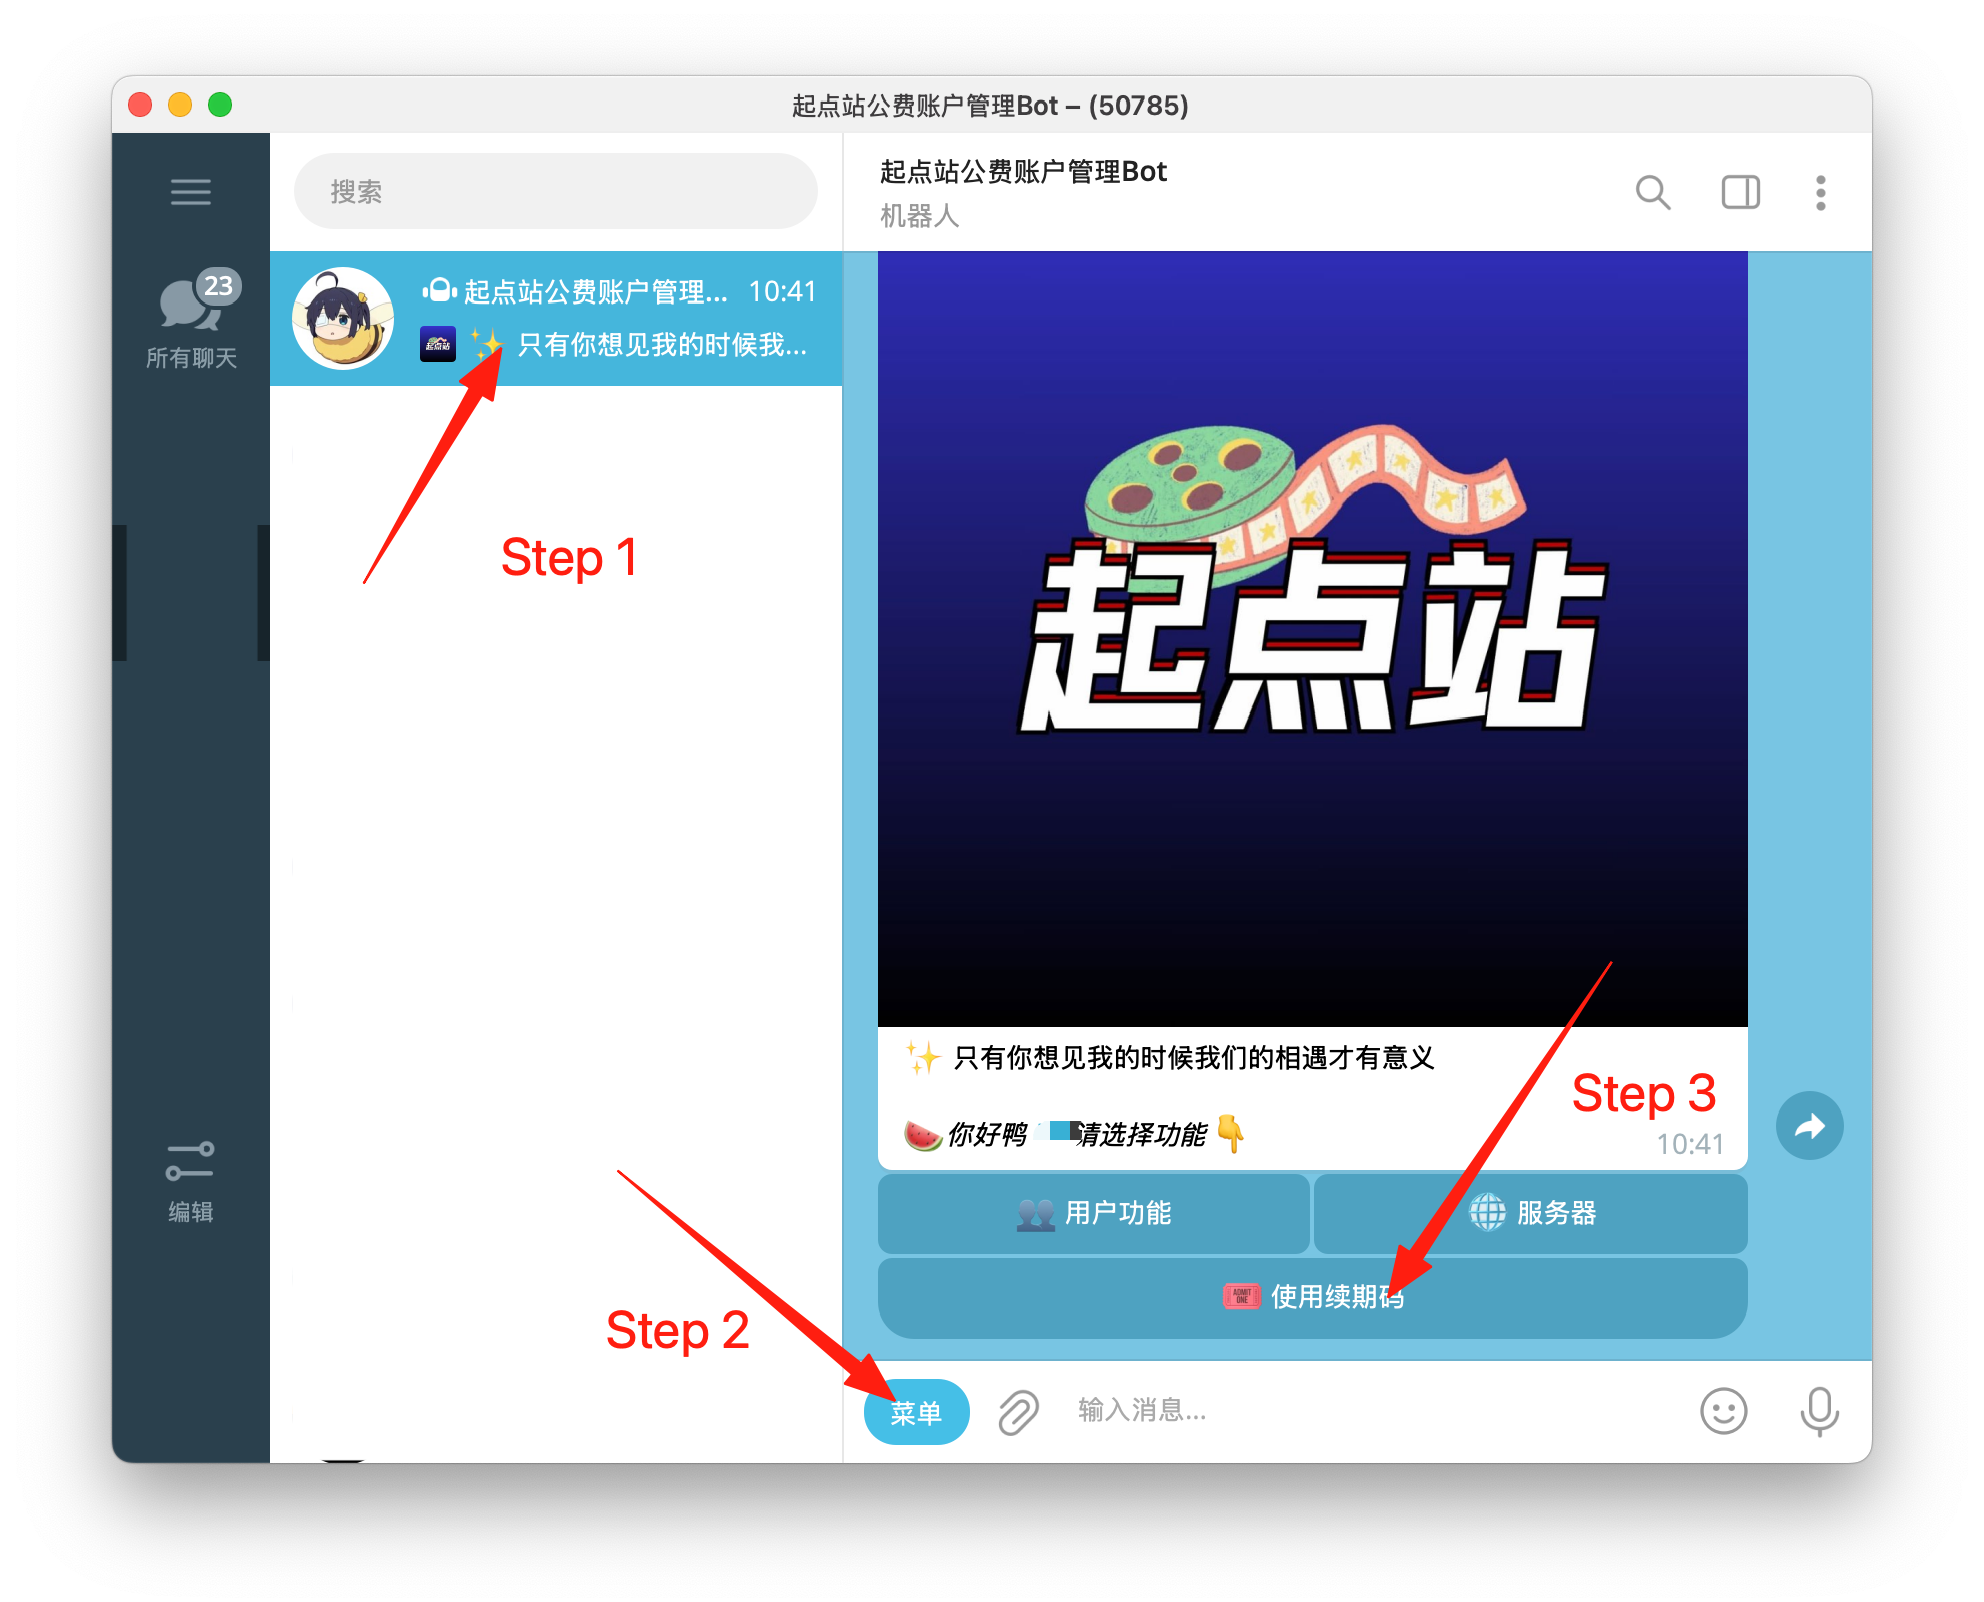 起点站公费账户管理Bot – (50785)
搜索
起点站公费账户管理Bot
机器人
23
所有聊天
起点站公费账户管理... 10:41
起点站
✨ 只有你想见我的时候我...
Step 1
起点站
✨ 只有你想见我的时候我们的相遇才有意义
Step 3
🍉你好鸭 请选择功能👇
10:41
👥 用户功能
🌐 服务器
编辑
ADMIT ONE 使用续期码
Step 2
菜单
输入消息...